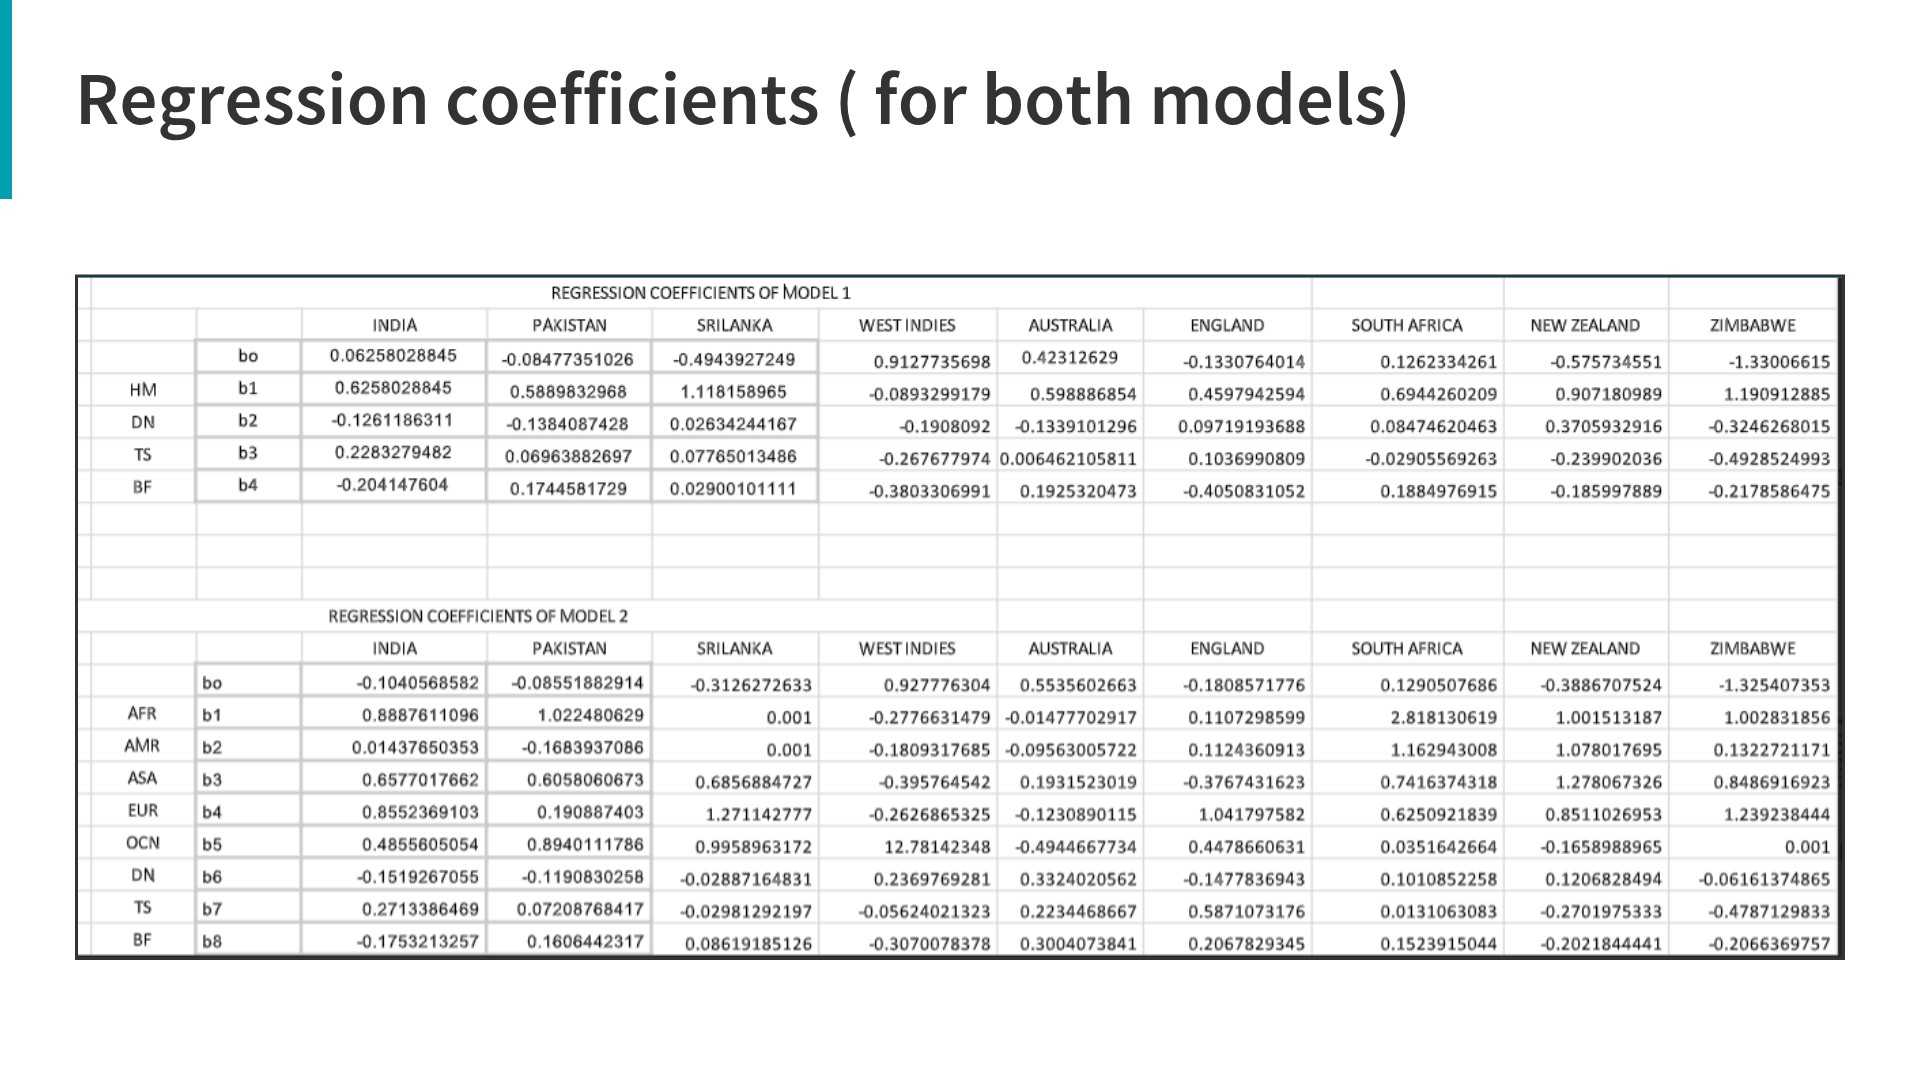 Regression coefficients ( for both models)
REGRESSION COEFFICIENTS OF MODEL 1
INDIA PAKISTAN SRILANKA WEST INDIES AUSTRALIA ENGLAND SOUTH AFRICA NEW ZEALAND ZIMBABWE
bo 0.06258028845 -0.08477351026 -0.4943927249 0.9127735698 0.42312629 -0.1330764014 0.1262334261 -0.575734551 -1.33006615
HM b1 0.6258028845 0.5889832968 1.118158965 -0.0893299179 0.598886854 0.4597942594 0.6944260209 0.907180989 1.190912885
DN b2 -0.1261186311 -0.1384087428 0.02634244167 -0.1908092 -0.1339101296 0.09719193688 0.08474620463 0.3705932916 -0.3246268015
TS b3 0.2283279482 0.06963882697 0.07765013486 -0.267677974 0.006462105811 0.1036990809 -0.02905569263 -0.239902036 -0.4928524993
BF b4 -0.204147604 0.1744581729 0.02900101111 -0.3803306991 0.1925320473 -0.4050831052 0.1884976915 -0.185997889 -0.2178586475
REGRESSION COEFFICIENTS OF MODEL 2
INDIA PAKISTAN SRILANKA WEST INDIES AUSTRALIA ENGLAND SOUTH AFRICA NEW ZEALAND ZIMBABWE
bo -0.1040568582 -0.08551882914 -0.3126272633 0.927776304 0.5535602663 -0.1808571776 0.1290507686 -0.3886707524 -1.325407353
AFR b1 0.8887611096 1.022480629 0.001 -0.2776631479 -0.01477702917 0.1107298599 2.818130619 1.001513187 1.002831856
AMR b2 0.01437650353 -0.1683937086 0.001 -0.1809317685 -0.09563005722 0.1124360913 1.162943008 1.078017695 0.1322721171
ASA b3 0.6577017662 0.6058060673 0.6856884727 -0.395764542 0.1931523019 -0.3767431623 0.7416374318 1.278067326 0.8486916923
EUR b4 0.8552369103 0.190887403 1.271142777 -0.2626865325 -0.1230890115 1.041797582 0.6250921839 0.8511026953 1.239238444
OCN b5 0.4855605054 0.8940111786 0.9958963172 12.78142348 -0.4944667734 0.4478660631 0.0351642664 -0.1658988965 0.001
DN b6 -0.1519267055 -0.1190830258 -0.02887164831 0.2369769281 0.3324020562 -0.1477836943 0.1010852258 0.1206828494 -0.06161374865
TS b7 0.2713386469 0.07208768417 -0.02981292197 -0.05624021323 0.2234468667 0.5871073176 0.0131063083 -0.2701975333 -0.4787129833
BF b8 -0.1753213257 0.1606442317 0.08619185126 -0.3070078378 0.3004073841 0.2067829345 0.1523915044 -0.2021844441 -0.2066369757